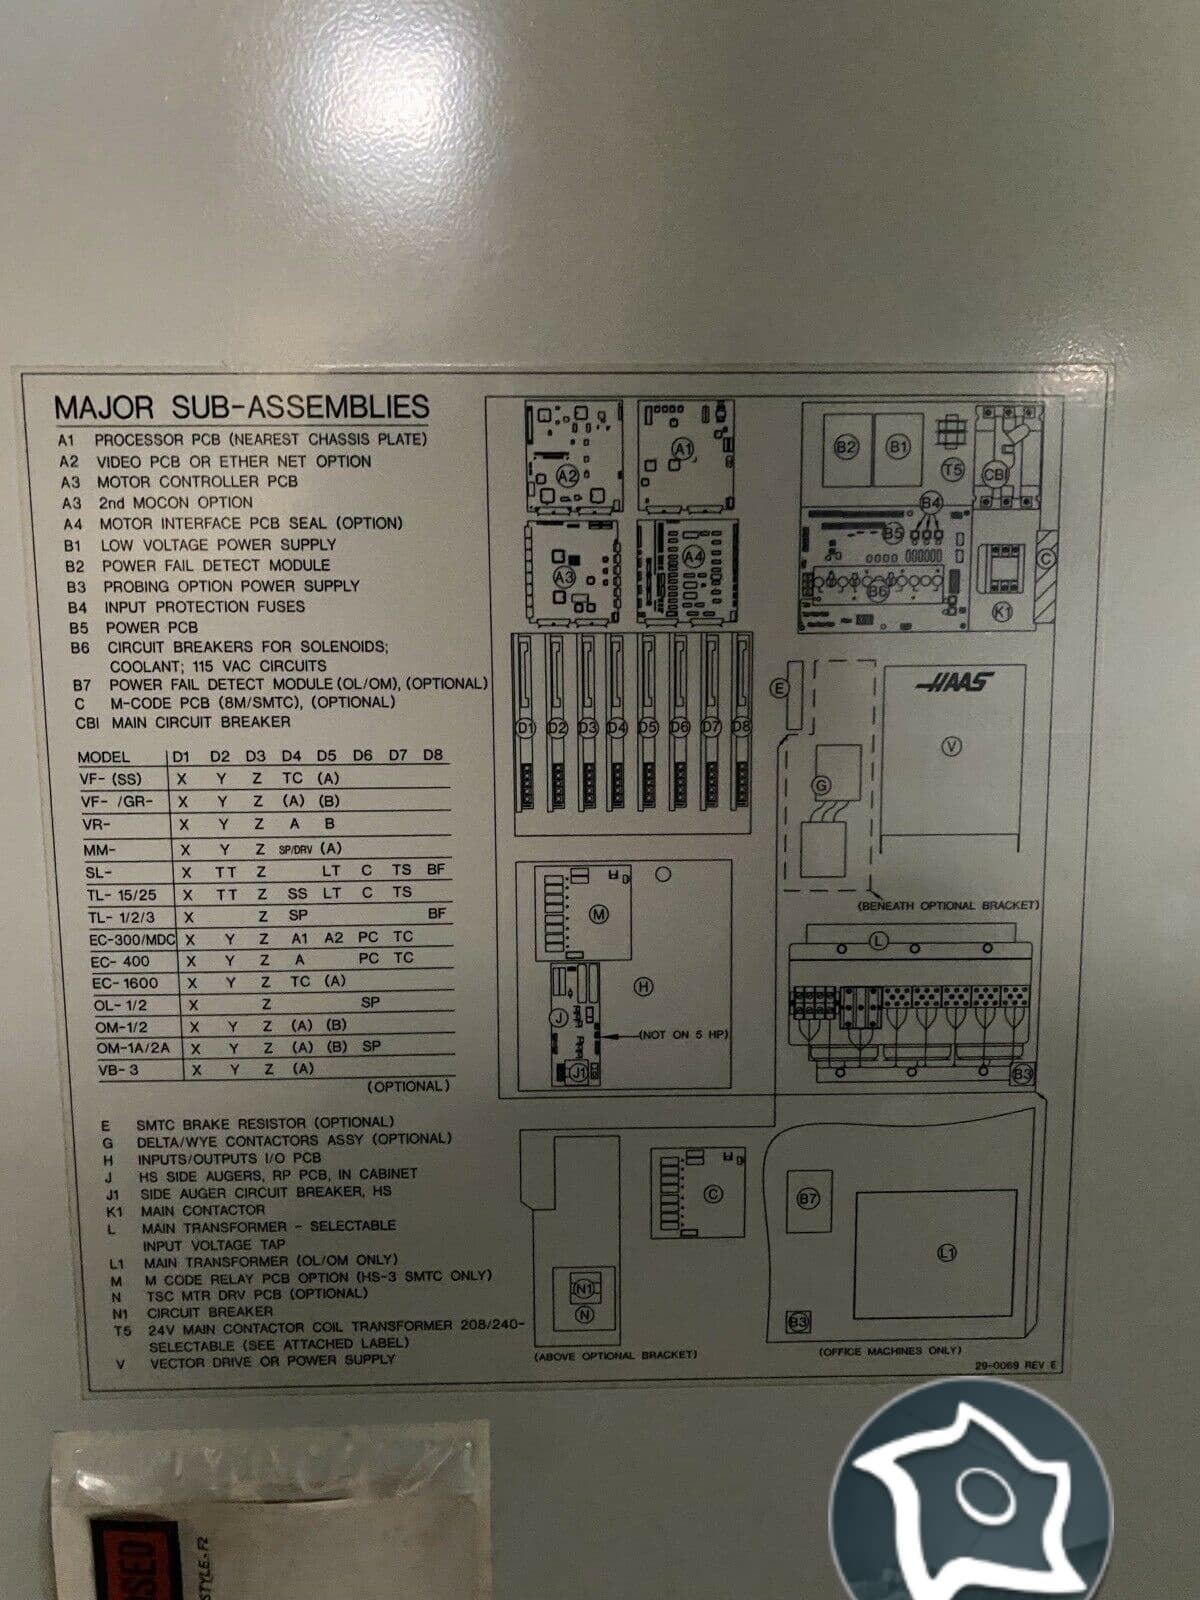 MAJOR SUB-ASSEMBLIES
A1 PROCESSOR PCB (NEAREST CHASSIS PLATE)
A2 VIDEO PCB OR ETHER NET OPTION
A3 MOTOR CONTROLLER PCB
A3 2nd MOCON OPTION
A4 MOTOR INTERFACE PCB SEAL (OPTION)
B1 LOW VOLTAGE POWER SUPPLY
B2 POWER FAIL DETECT MODULE
B3 PROBING OPTION POWER SUPPLY
B4 INPUT PROTECTION FUSES
B5 POWER PCB
B6 CIRCUIT BREAKERS FOR SOLENOIDS;
COOLANT; 115 VAC CIRCUITS
B7 POWER FAIL DETECT MODULE (OL/OM), (OPTIONAL)
C M-CODE PCB (8M/SMTC), (OPTIONAL)
CB1 MAIN CIRCUIT BREAKER
MODEL D1 D2 D3 D4 D5 D6 D7 D8
VF- (SS) X Y Z TC (A)
VF- /GR- X Y Z (A) (B)
VR- X Y Z A B
MM- X Y Z SP/DRV (A)
SL- X TT Z LT C TS BF
TL- 15/25 X TT Z SS LT C TS
TL- 1/2/3 X Z SP BF
EC-300/MDC X Y Z A1 A2 PC TC
EC- 400 X Y Z A PC TC
EC-1600 X Y Z TC (A)
OL- 1/2 X Z SP
OM-1/2 X Y Z (A) (B)
OM-1A/2A X Y Z (A) (B) SP
VB- 3 X Y Z (A)
(OPTIONAL)
E SMTC BRAKE RESISTOR (OPTIONAL)
G DELTA/WYE CONTACTORS ASSY (OPTIONAL)
H INPUTS/OUTPUTS I/O PCB
J HS SIDE AUGERS, RP PCB, IN CABINET
J1 SIDE AUGER CIRCUIT BREAKER, HS
K1 MAIN CONTACTOR
L MAIN TRANSFORMER - SELECTABLE
INPUT VOLTAGE TAP
L1 MAIN TRANSFORMER (OL/OM ONLY)
M M CODE RELAY PCB OPTION (HS-3 SMTC ONLY)
N TSC MTR DRV PCB (OPTIONAL)
N1 CIRCUIT BREAKER
T5 24V MAIN CONTACTOR COIL TRANSFORMER 208/240-
SELECTABLE (SEE ATTACHED LABEL)
V VECTOR DRIVE OR POWER SUPPLY
A2 A1
A3 A4
D1 D2 D3 D4 D5 D6 D7 D8
M
H
J
(NOT ON 5 HP)
J1
B2 B1 T5 CB1
B4
B5
B6 K1 C
E
G
HAAS
V
(BENEATH OPTIONAL BRACKET)
L
B3
N1
N
(ABOVE OPTIONAL BRACKET)
C
B7
L1
B3
(OFFICE MACHINES ONLY)
29-0069 REV E
STYLE-F2